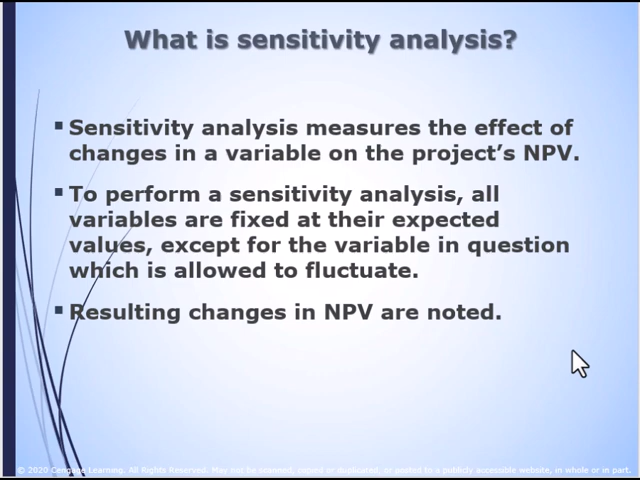 What is sensitivity analysis?
▪ Sensitivity analysis measures the effect of
changes in a variable on the project’s NPV.
▪ To perform a sensitivity analysis, all
variables are fixed at their expected
values, except for the variable in question
which is allowed to fluctuate.
▪ Resulting changes in NPV are noted.
© 2020 Cengage Learning. All Rights Reserved. May not be scanned, copied or duplicated, or posted to a publicly accessible website, in whole or in part.